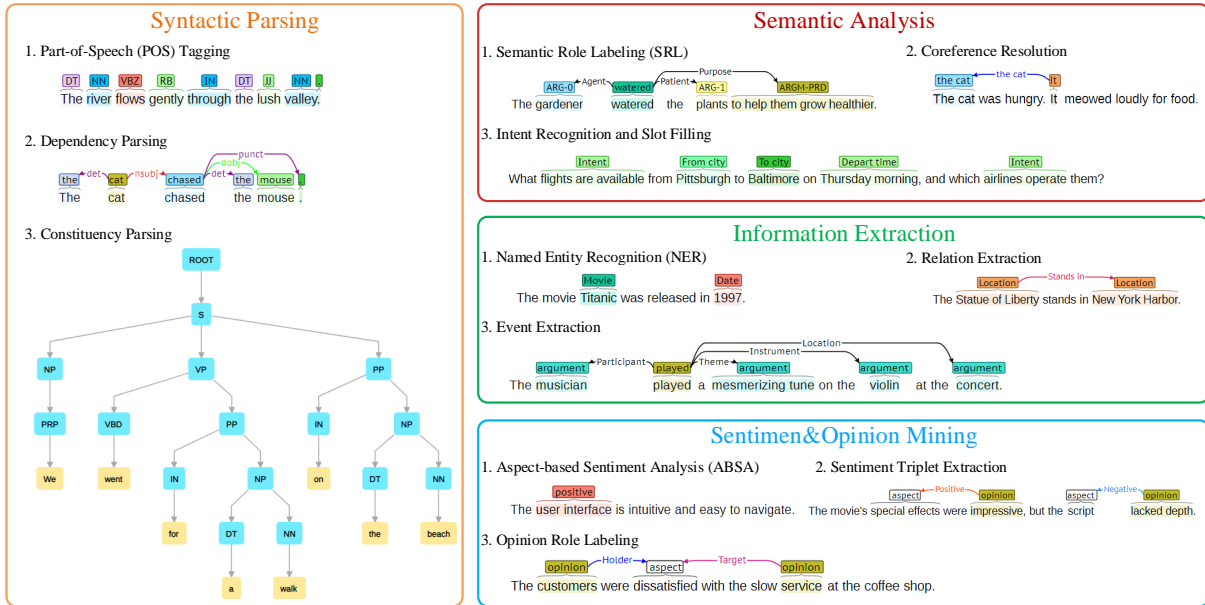 Syntactic Parsing
1. Part-of-Speech (POS) Tagging
DT NN VBZ RB IN DT JJ NN .
The river flows gently through the lush valley.
2. Dependency Parsing
punct
dobj
det nsubj det
the cat chased the mouse .
The cat chased the mouse .
3. Constituency Parsing
ROOT
S
NP VP PP
PRP VBD PP IN NP
We went IN NP on DT NN
for DT NN the beach
a walk
Semantic Analysis
1. Semantic Role Labeling (SRL)
Purpose
ARG-0 Agent watered Patient ARG-1 ARGM-PRD
The gardener watered the plants to help them grow healthier.
2. Coreference Resolution
the cat the cat it
The cat was hungry. It meowed loudly for food.
3. Intent Recognition and Slot Filling
Intent From city To city Depart time Intent
What flights are available from Pittsburgh to Baltimore on Thursday morning, and which airlines operate them?
Information Extraction
1. Named Entity Recognition (NER)
Movie Date
The movie Titanic was released in 1997.
2. Relation Extraction
Location Stands in Location
The Statue of Liberty stands in New York Harbor.
3. Event Extraction
Location
Instrument
argument Participant played Theme argument argument argument
The musician played a mesmerizing tune on the violin at the concert.
Sentimen&Opinion Mining
1. Aspect-based Sentiment Analysis (ABSA)
positive
The user interface is intuitive and easy to navigate.
2. Sentiment Triplet Extraction
aspect Positive opinion aspect Negative opinion
The movie's special effects were impressive, but the script lacked depth.
3. Opinion Role Labeling
opinion Holder aspect Target opinion
The customers were dissatisfied with the slow service at the coffee shop.